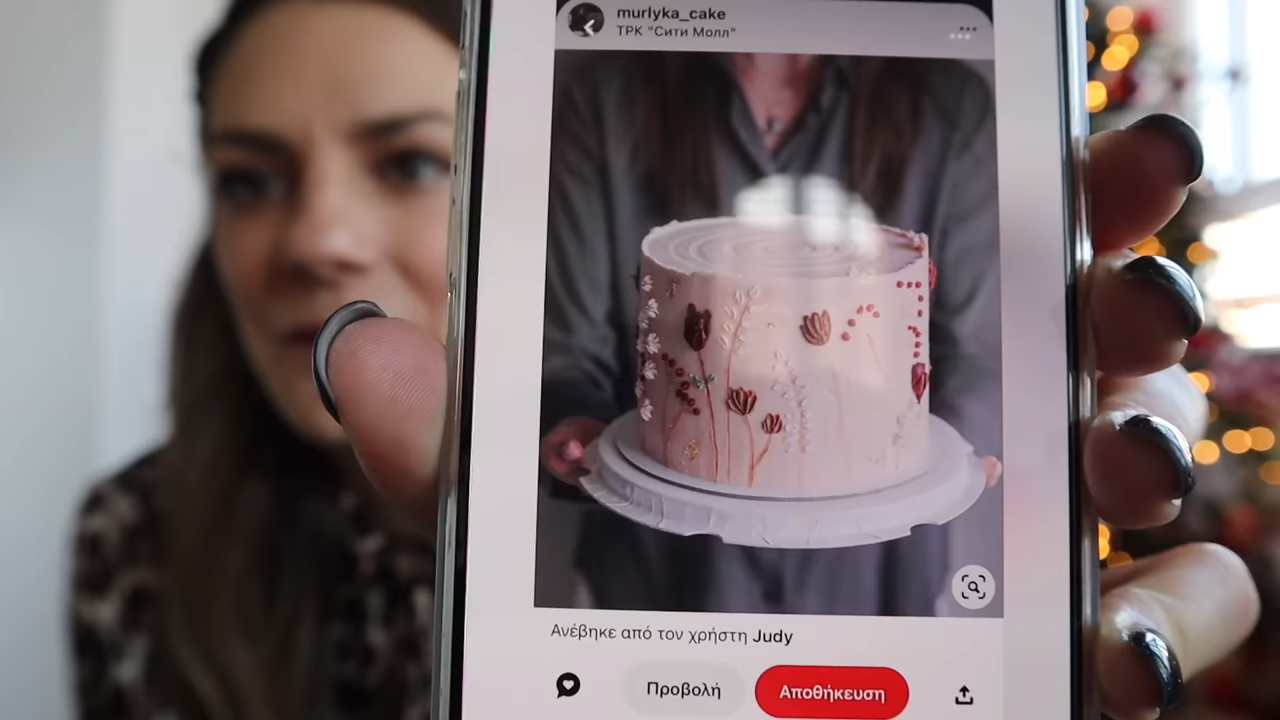 murlyka_cake
ТРК "Сити Молл"
Ανέβηκε από τον χρήστη Judy
Προβολή
Αποθήκευση